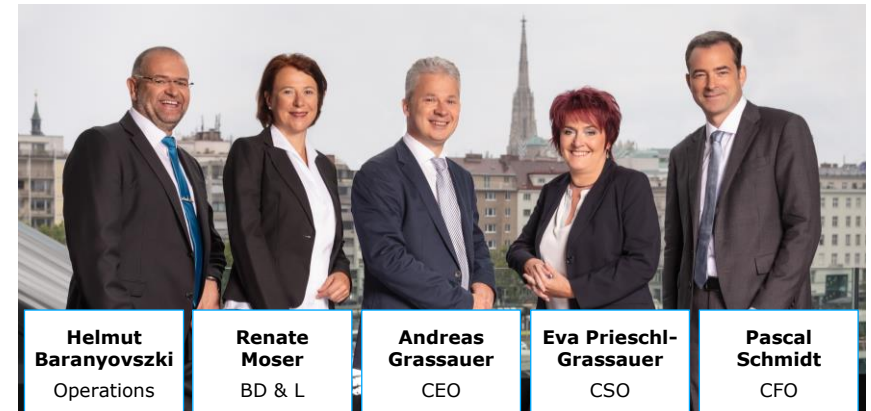 Helmut
Baranyovszki
Operations
Renate
Moser
BD & L
Andreas
Grassauer
CEO
Eva Prieschl-
Grassauer
CSO
Pascal
Schmidt
CFO